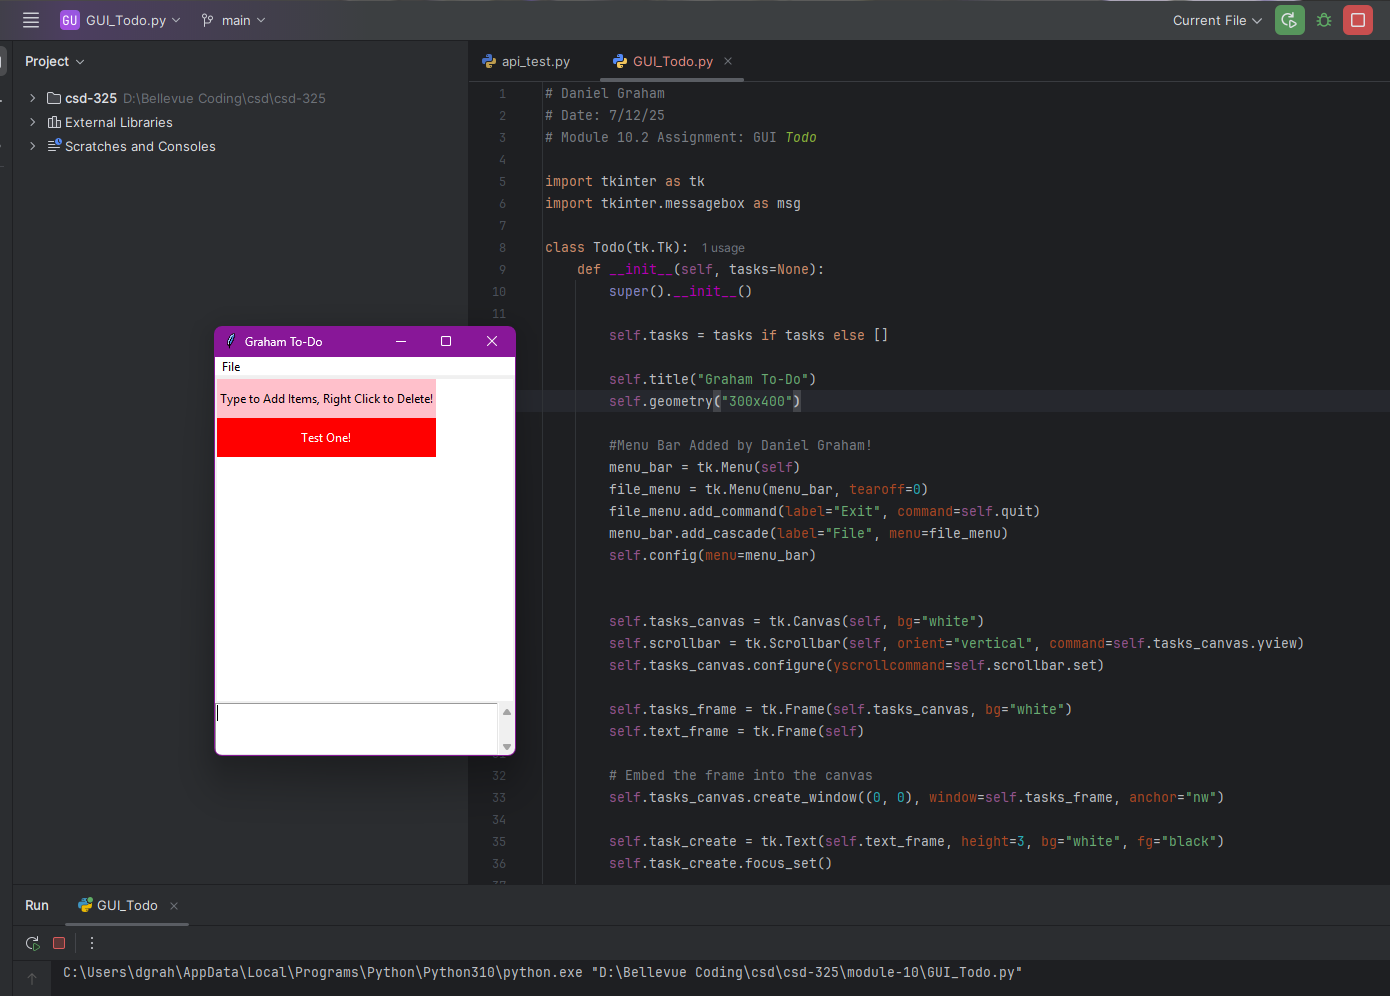 GU GUI_Todo.py main Current File
Project
csd-325 D:\Bellevue Coding\csd\csd-325
External Libraries
Scratches and Consoles
api_test.py GUI_Todo.py
1 # Daniel Graham
2 # Date: 7/12/25
3 # Module 10.2 Assignment: GUI Todo
4
5 import tkinter as tk
6 import tkinter.messagebox as msg
7
8 class Todo(tk.Tk): 1 usage
9 def __init__(self, tasks=None):
10 super().__init__()
11
self.tasks = tasks if tasks else []
self.title("Graham To-Do")
self.geometry("300x400")
#Menu Bar Added by Daniel Graham!
menu_bar = tk.Menu(self)
file_menu = tk.Menu(menu_bar, tearoff=0)
file_menu.add_command(label="Exit", command=self.quit)
menu_bar.add_cascade(label="File", menu=file_menu)
self.config(menu=menu_bar)
self.tasks_canvas = tk.Canvas(self, bg="white")
self.scrollbar = tk.Scrollbar(self, orient="vertical", command=self.tasks_canvas.yview)
self.tasks_canvas.configure(yscrollcommand=self.scrollbar.set)
self.tasks_frame = tk.Frame(self.tasks_canvas, bg="white")
self.text_frame = tk.Frame(self)
32 # Embed the frame into the canvas
33 self.tasks_canvas.create_window((0, 0), window=self.tasks_frame, anchor="nw")
34
35 self.task_create = tk.Text(self.text_frame, height=3, bg="white", fg="black")
36 self.task_create.focus_set()
Graham To-Do
File
Type to Add Items, Right Click to Delete!
Test One!
Run GUI_Todo
C:\Users\dgrah\AppData\Local\Programs\Python\Python310\python.exe "D:\Bellevue Coding\csd\csd-325\module-10\GUI_Todo.py"